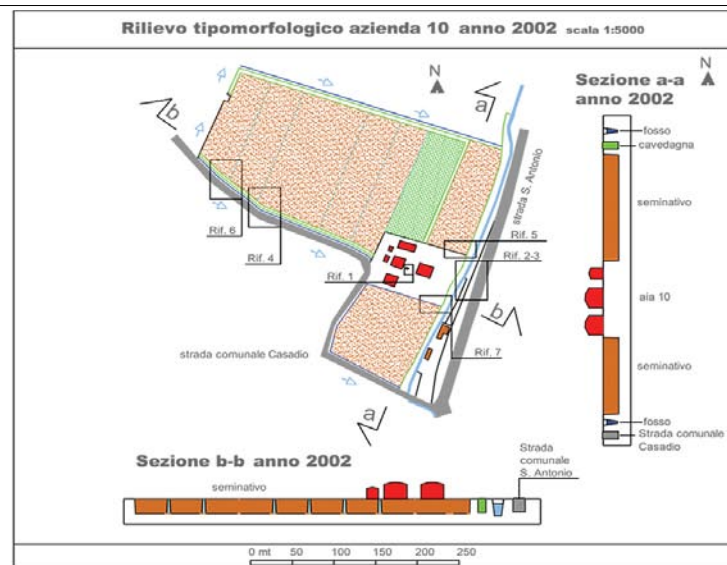 Rilievo tipomorfologico azienda 10 anno 2002 scala 1:5000
N
a
b
strada S. Antonio
Rif. 6
Rif. 4
Rif. 1
Rif. 5
Rif. 2-3
b
Rif. 7
strada comunale Casadio
a
N
Sezione a-a
anno 2002
fosso
cavedagna
seminativo
aia 10
seminativo
fosso
Strada comunale
Casadio
Sezione b-b anno 2002
Strada
comunale
S. Antonio
seminativo
0 mt 50 100 150 200 250